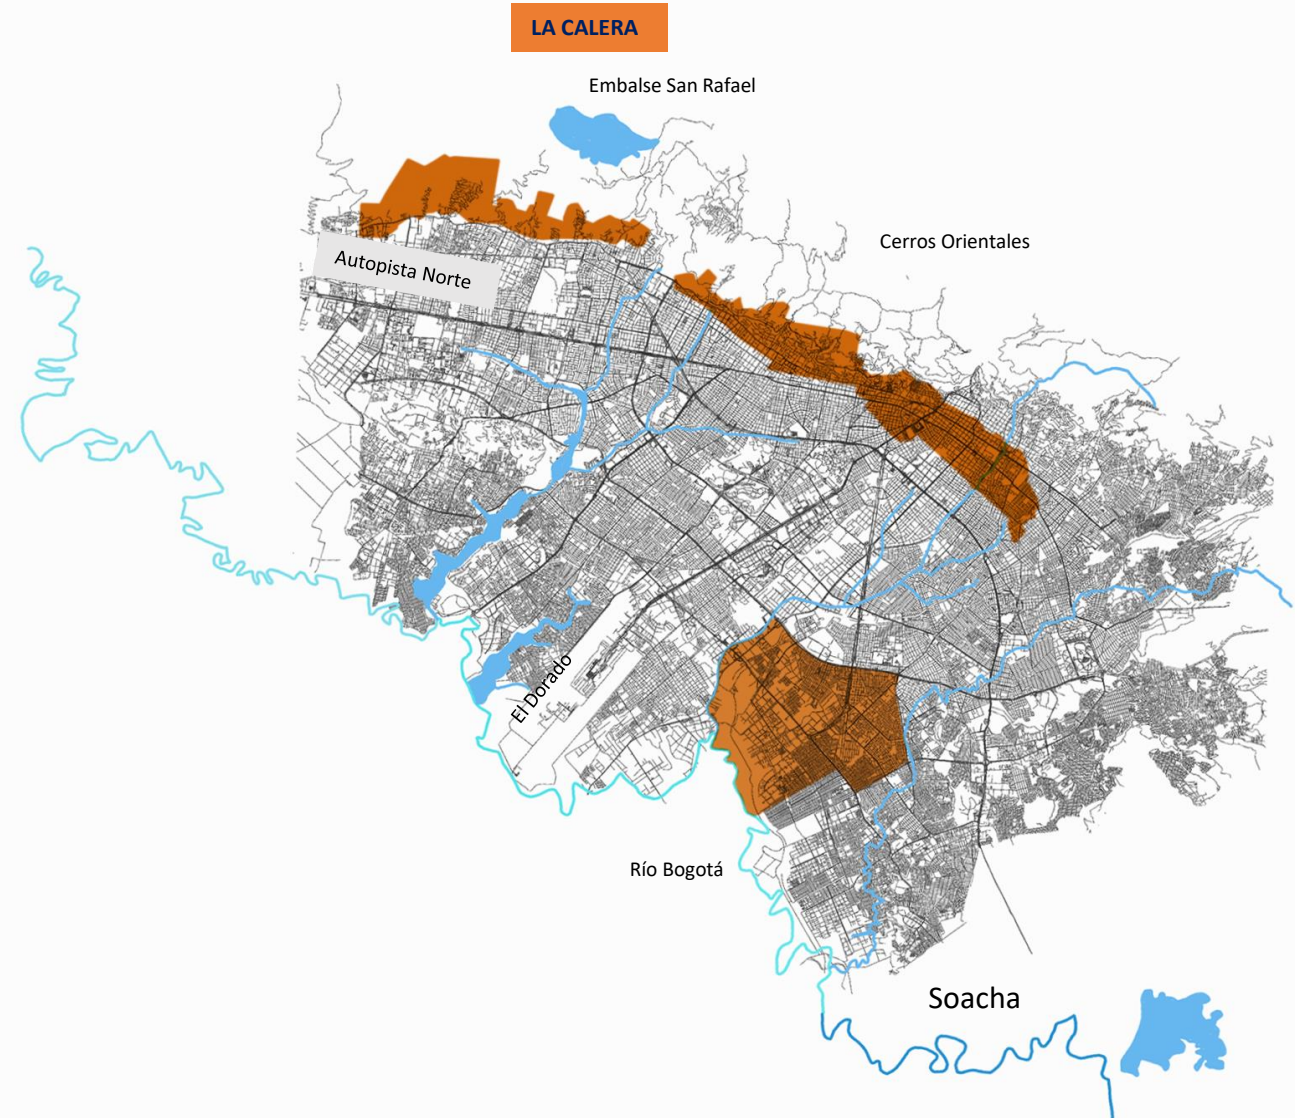 LA CALERA
Embalse San Rafael
Cerros Orientales
Autopista Norte
El Dorado
Río Bogotá
Soacha